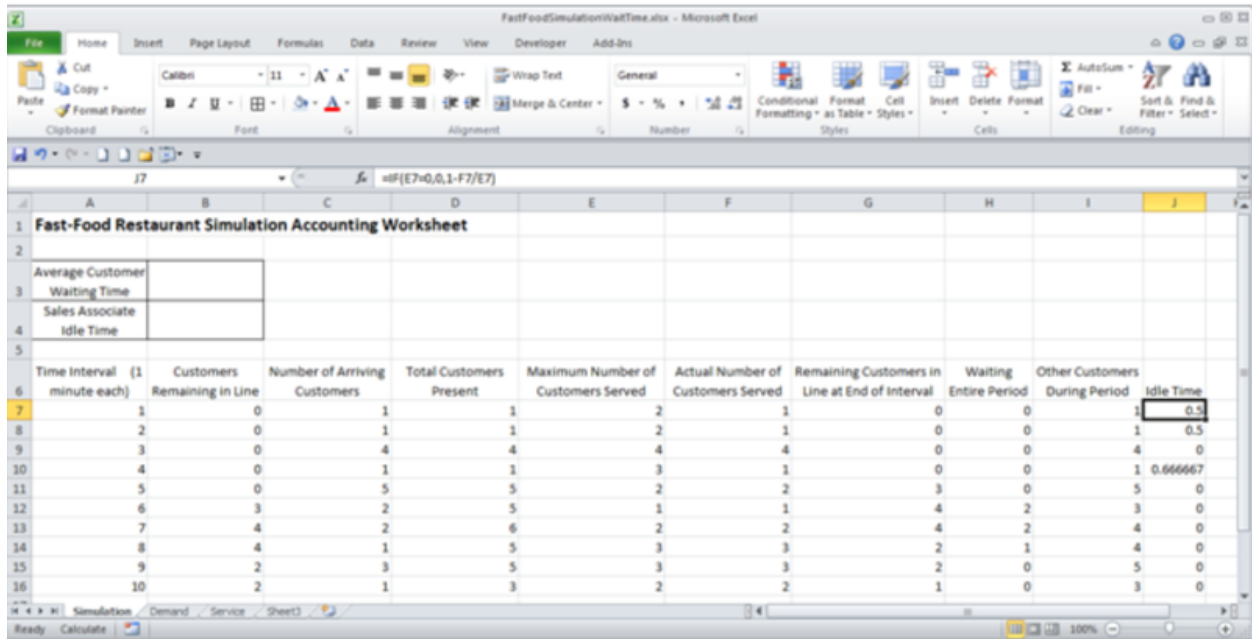 FastFoodSimulationWaitTime.xlsx - Microsoft Excel
File Home Insert Page Layout Formulas Data Review View Developer Add-Ins
Cut
Copy
Format Painter
Paste
Clipboard
Calibri 11 A A
B I U A
Font
Wrap Text
Merge & Center
Alignment
General
$ % ,
Number
Conditional Formatting
Format as Table
Cell Styles
Styles
Insert Delete Format
Cells
Σ AutoSum
Fill
Clear
Sort & Filter
Find & Select
Editing
J7 fx =IF(E7=0,0,1-F7/E7)
A B C D E F G H I J
1 Fast-Food Restaurant Simulation Accounting Worksheet
2
3 Average Customer Waiting Time
4 Sales Associate Idle Time
5
6 Time Interval (1 minute each) Customers Remaining in Line Number of Arriving Customers Total Customers Present Maximum Number of Customers Served Actual Number of Customers Served Remaining Customers in Line at End of Interval Waiting Entire Period Other Customers During Period Idle Time
7 1 0 1 1 2 1 0 0 1 0.5
8 2 0 1 1 2 1 0 0 1 0.5
9 3 0 4 4 4 4 0 0 4 0
10 4 0 1 1 3 1 0 0 1 0.666667
11 5 0 5 5 2 2 3 0 5 0
12 6 3 2 5 1 1 4 2 3 0
13 7 4 2 6 2 2 4 2 4 0
14 8 4 1 5 3 3 2 1 4 0
15 9 2 3 5 3 3 2 0 5 0
16 10 2 1 3 2 2 1 0 3 0
Simulation Demand Service Sheet3
Ready Calculate 100%